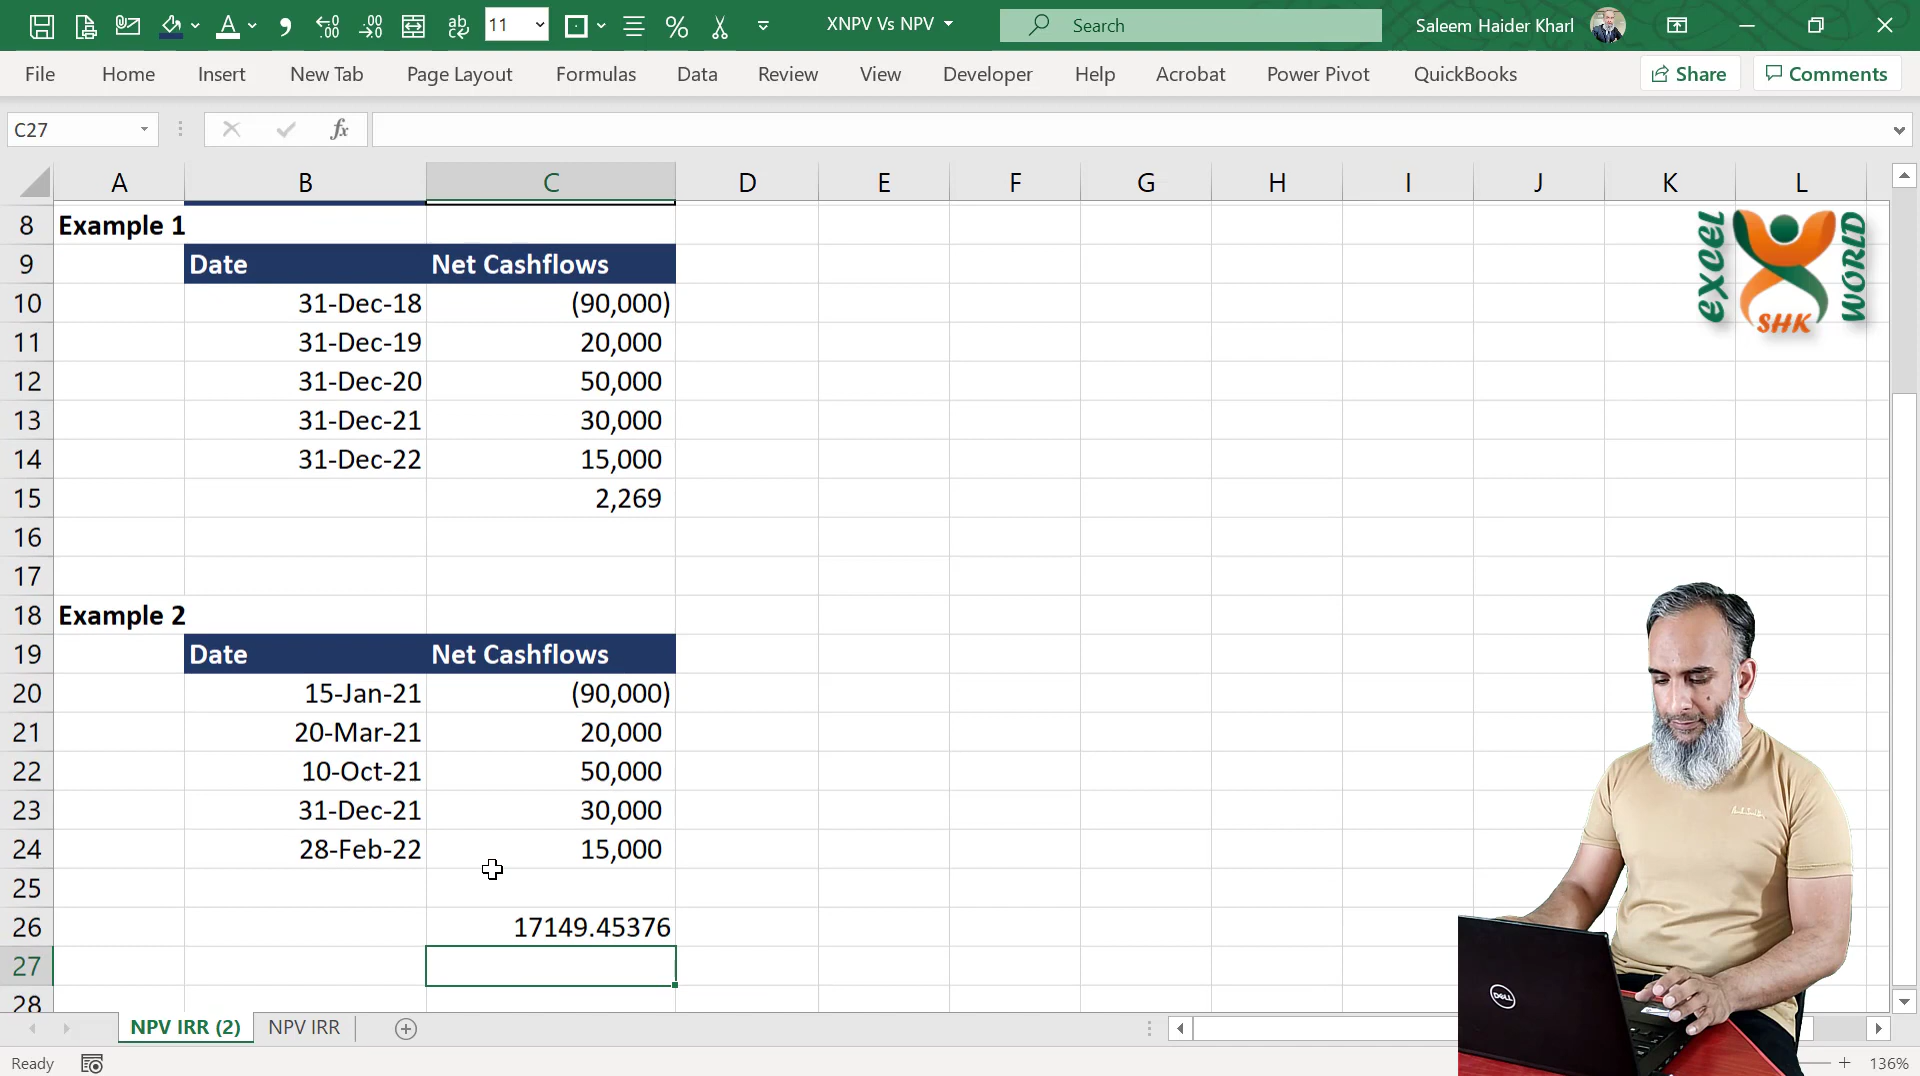 11
XNPV Vs NPV
Search
Saleem Haider Kharl
File Home Insert New Tab Page Layout Formulas Data Review View Developer Help Acrobat Power Pivot QuickBooks Share Comments
C27 fx
A B C D E F G H I J K L
8 Example 1
9 Date Net Cashflows
10 31-Dec-18 (90,000)
11 31-Dec-19 20,000
12 31-Dec-20 50,000
13 31-Dec-21 30,000
14 31-Dec-22 15,000
15 2,269
16
17
18 Example 2
19 Date Net Cashflows
20 15-Jan-21 (90,000)
21 20-Mar-21 20,000
22 10-Oct-21 50,000
23 31-Dec-21 30,000
24 28-Feb-22 15,000
25
26 17149.45376
27
28
EXCEL
WORLD
SHK
DELL
NPV IRR (2) NPV IRR
Ready 136%